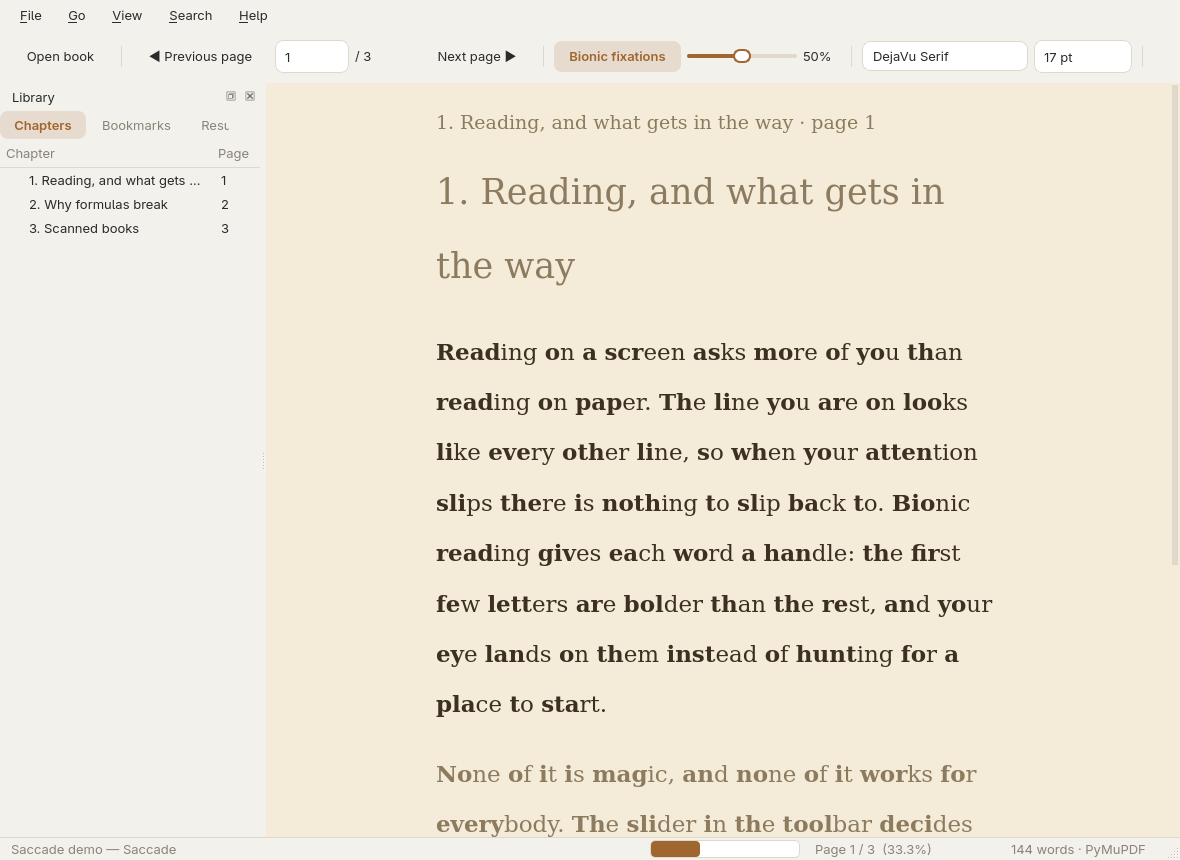 File Go View Search Help
Open book ◀ Previous page 1 / 3 Next page ▶ Bionic fixations 50% DejaVu Serif 17 pt
Library
Chapters Bookmarks
Chapter Page
1. Reading, and what gets ... 1
2. Why formulas break 2
3. Scanned books 3
1. Reading, and what gets in the way · page 1
1. Reading, and what gets in
the way
Reading on a screen asks more of you than
reading on paper. The line you are on looks
like every other line, so when your attention
slips there is nothing to slip back to. Bionic
reading gives each word a handle: the first
few letters are bolder than the rest, and your
eye lands on them instead of hunting for a
place to start.
None of it is magic, and none of it works for
everybody. The slider in the toolbar decides
Saccade demo — Saccade Page 1 / 3 (33.3%) 144 words · PyMuPDF